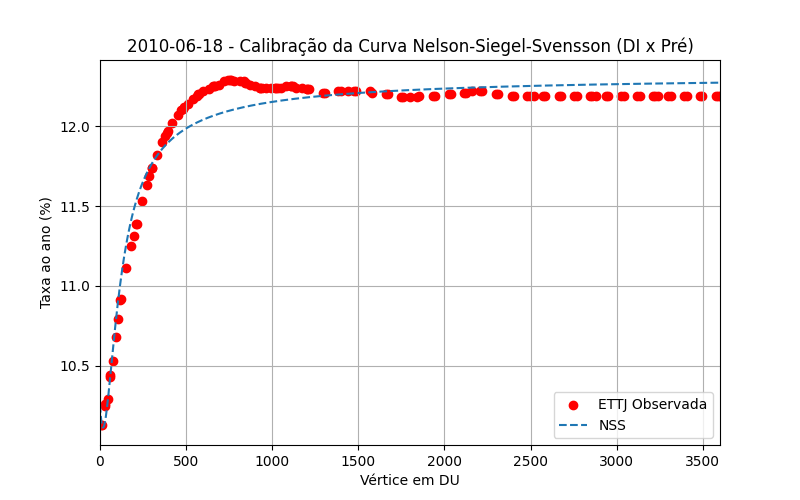 2010-06-18 - Calibração da Curva Nelson-Siegel-Svensson (DI x Pré)
Taxa ao ano (%)
12.0
11.5
11.0
10.5
ETTJ Observada
NSS
0 500 1000 1500 2000 2500 3000 3500
Vértice em DU